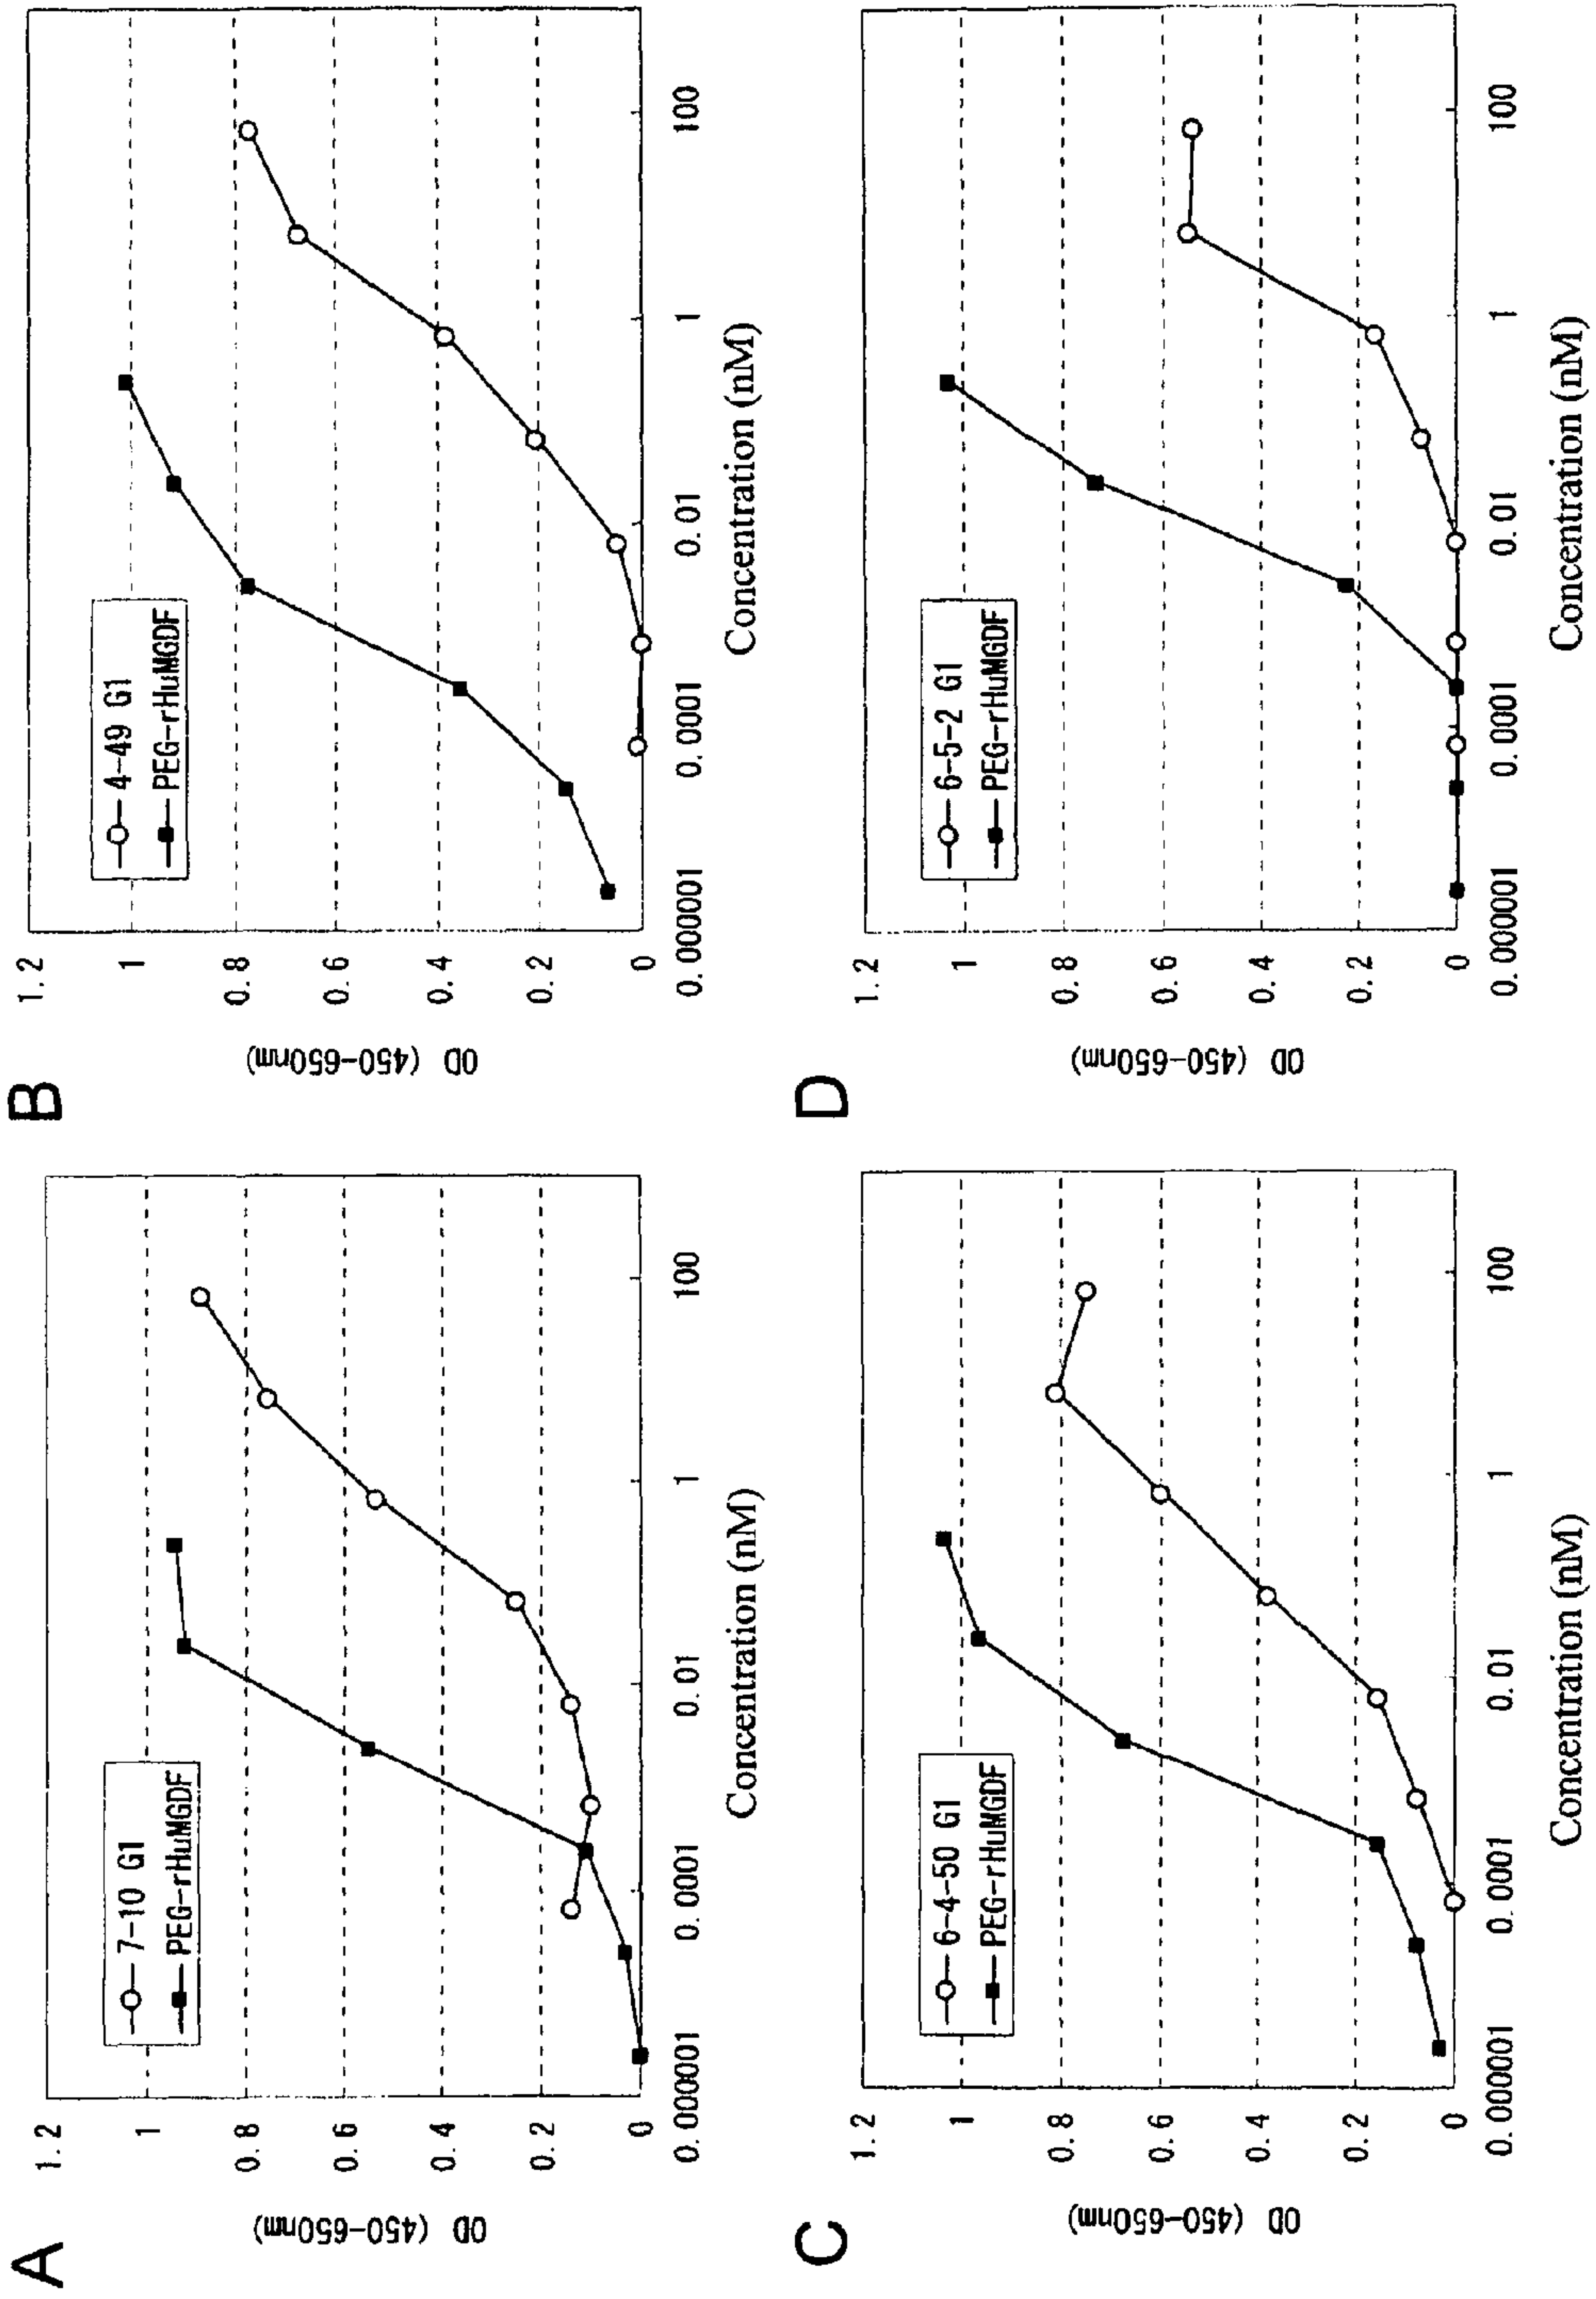 A
OD (450-650nm)
1.2
1
0.8
0.6
0.4
0.2
0
7-10 G1
PEG-rHuMGDF
0.000001
0.0001
0.01
1
100
Concentration (nM)
B
OD (450-650nm)
1.2
1
0.8
0.6
0.4
0.2
0
4-49 G1
PEG-rHuMGDF
0.000001
0.0001
0.01
1
100
Concentration (nM)
C
OD (450-650nm)
1.2
1
0.8
0.6
0.4
0.2
0
6-4-50 G1
PEG-rHuMGDF
0.000001
0.0001
0.01
1
100
Concentration (nM)
D
OD (450-650nm)
1.2
1
0.8
0.6
0.4
0.2
0
6-5-2 G1
PEG-rHuMGDF
0.000001
0.0001
0.01
1
100
Concentration (nM)